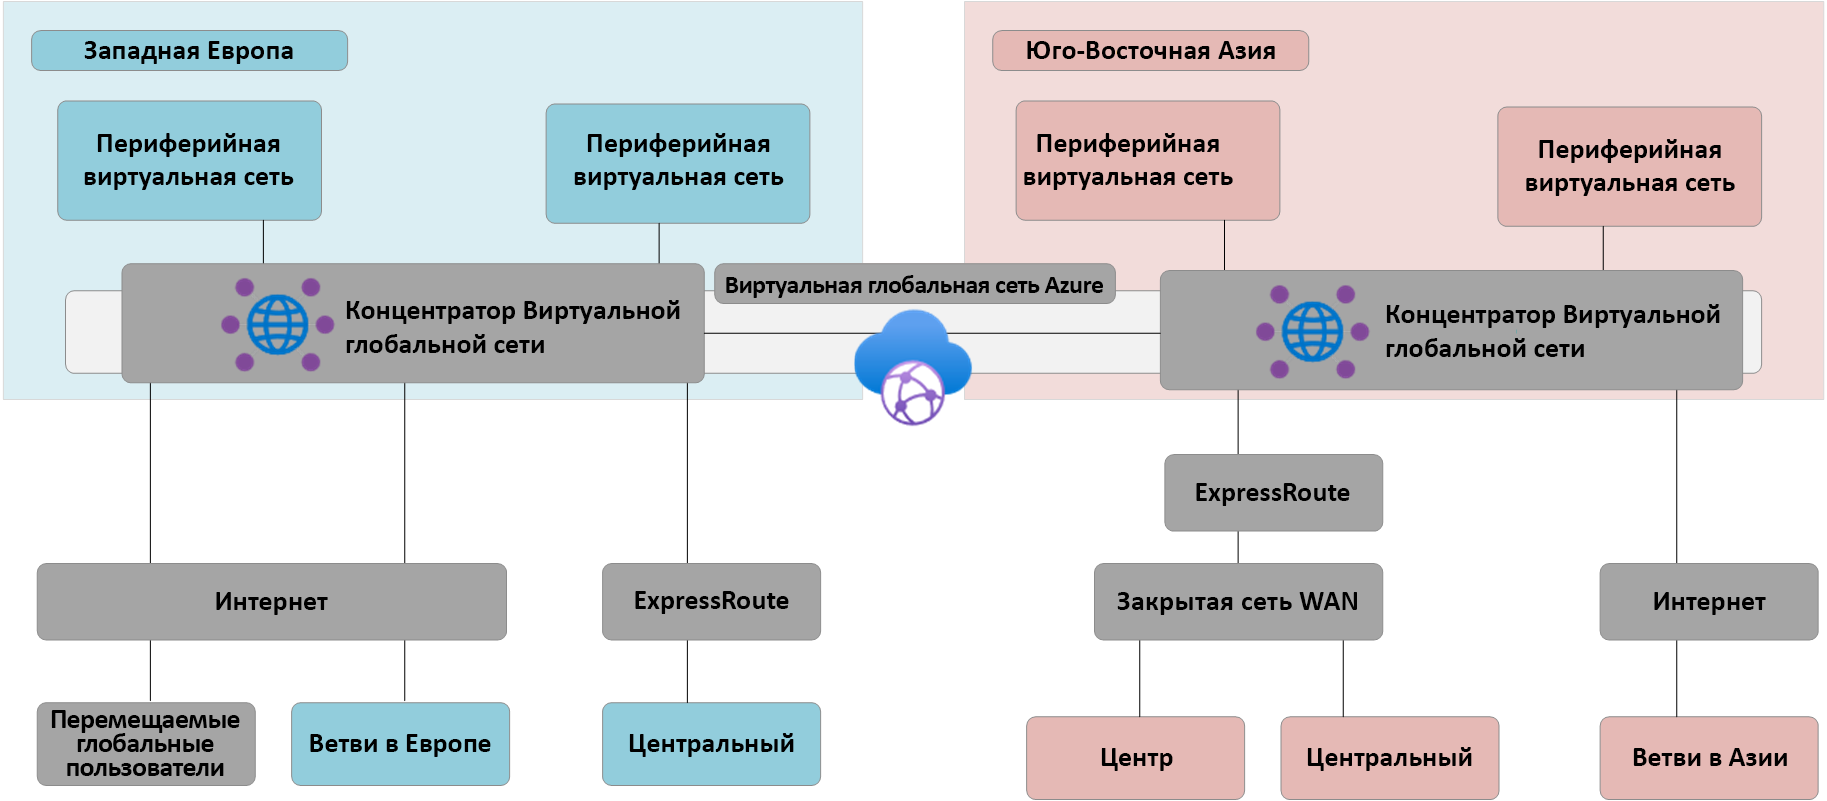 Западная Европа
Юго-Восточная Азия
Периферийная
виртуальная сеть
Периферийная
виртуальная сеть
Периферийная
виртуальная сеть
Периферийная
виртуальная сеть
Концентратор Виртуальной
глобальной сети
Виртуальная глобальная сеть Azure
Концентратор Виртуальной
глобальной сети
ExpressRoute
Интернет
ExpressRoute
Закрытая сеть WAN
Интернет
Перемещаемые
глобальные
пользователи
Ветви в Европе
Центральный
Центр
Центральный
Ветви в Азии